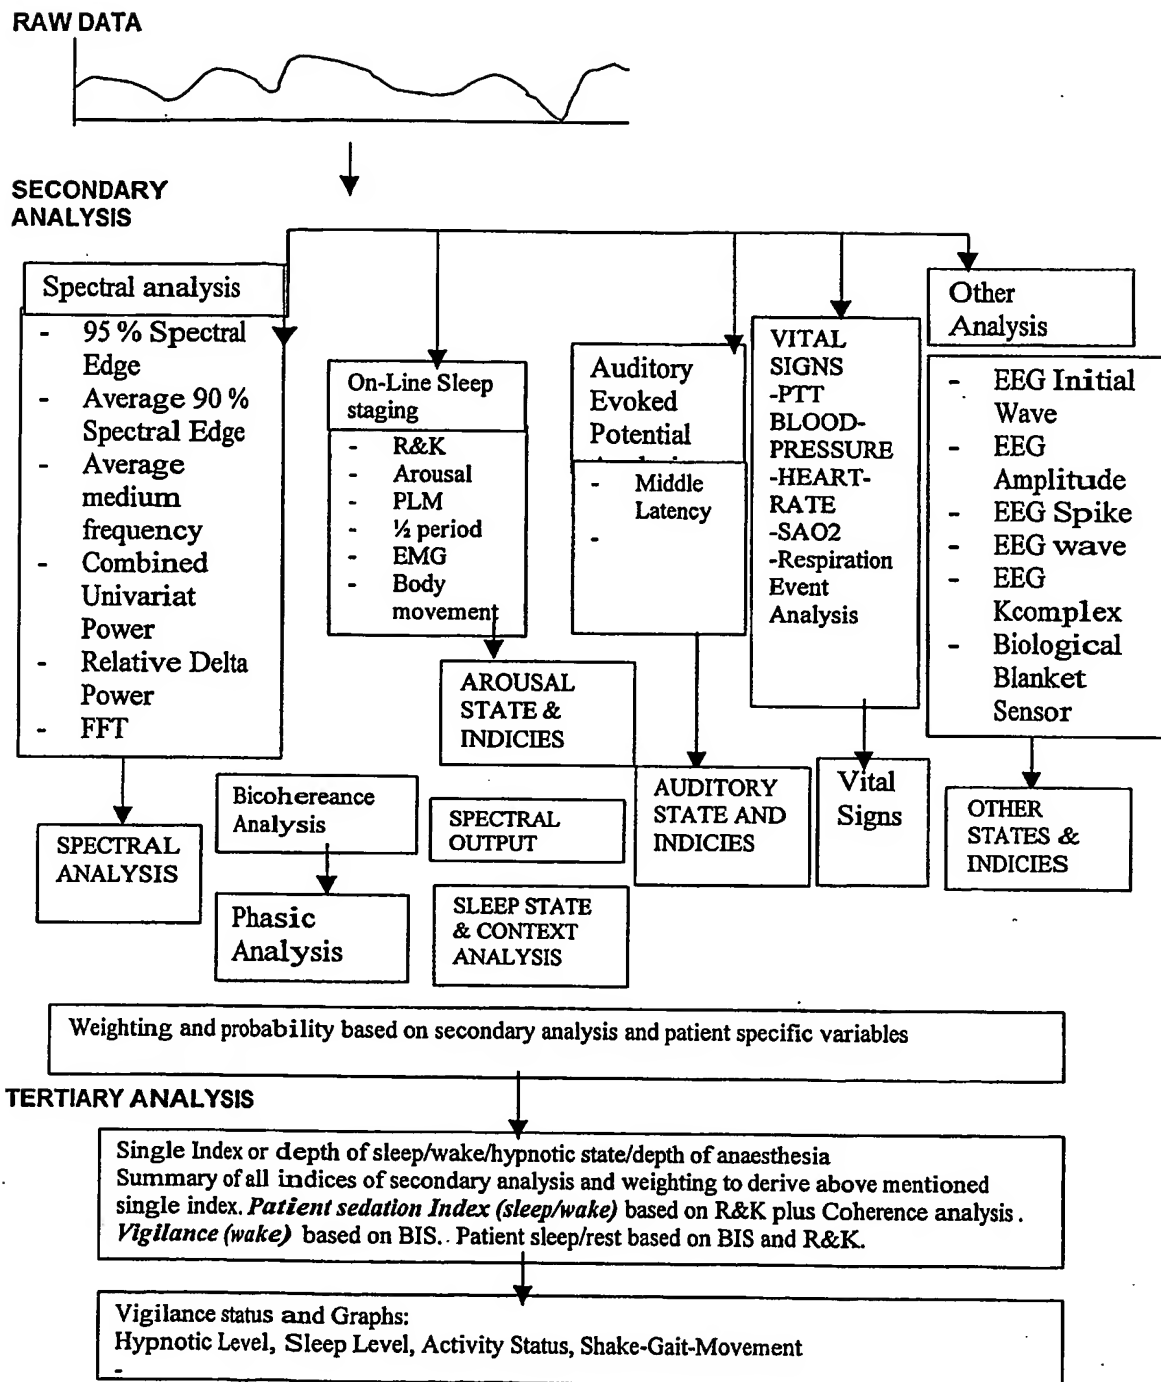 RAW DATA
SECONDARY
ANALYSIS
Spectral analysis
- 95 % Spectral
Edge
- Average 90 %
Spectral Edge
- Average
medium
frequency
- Combined
Univariat
Power
- Relative Delta
Power
- FFT
On-Line Sleep
staging
- R&K
- Arousal
- PLM
- ½ period
- EMG
- Body
movement
Auditory
Evoked
Potential
- Middle
Latency
-
VITAL
SIGNS
-PTT
BLOOD-
PRESSURE
-HEART-
RATE
-SAO2
-Respiration
Event
Analysis
Other
Analysis
- EEG Initial
Wave
- EEG
Amplitude
- EEG Spike
- EEG wave
- EEG
Kcomplex
- Biological
Blanket
Sensor
SPECTRAL
ANALYSIS
Bicohereance
Analysis
Phasic
Analysis
AROUSAL
STATE &
INDICIES
SPECTRAL
OUTPUT
SLEEP STATE
& CONTEXT
ANALYSIS
AUDITORY
STATE AND
INDICIES
Vital
Signs
OTHER
STATES &
INDICIES
Weighting and probability based on secondary analysis and patient specific variables
TERTIARY ANALYSIS
Single Index or depth of sleep/wake/hypnotic state/depth of anaesthesia
Summary of all indices of secondary analysis and weighting to derive above mentioned
single index. Patient sedation Index (sleep/wake) based on R&K plus Coherence analysis.
Vigilance (wake) based on BIS. Patient sleep/rest based on BIS and R&K.
Vigilance status and Graphs:
Hypnotic Level, Sleep Level, Activity Status, Shake-Gait-Movement
-